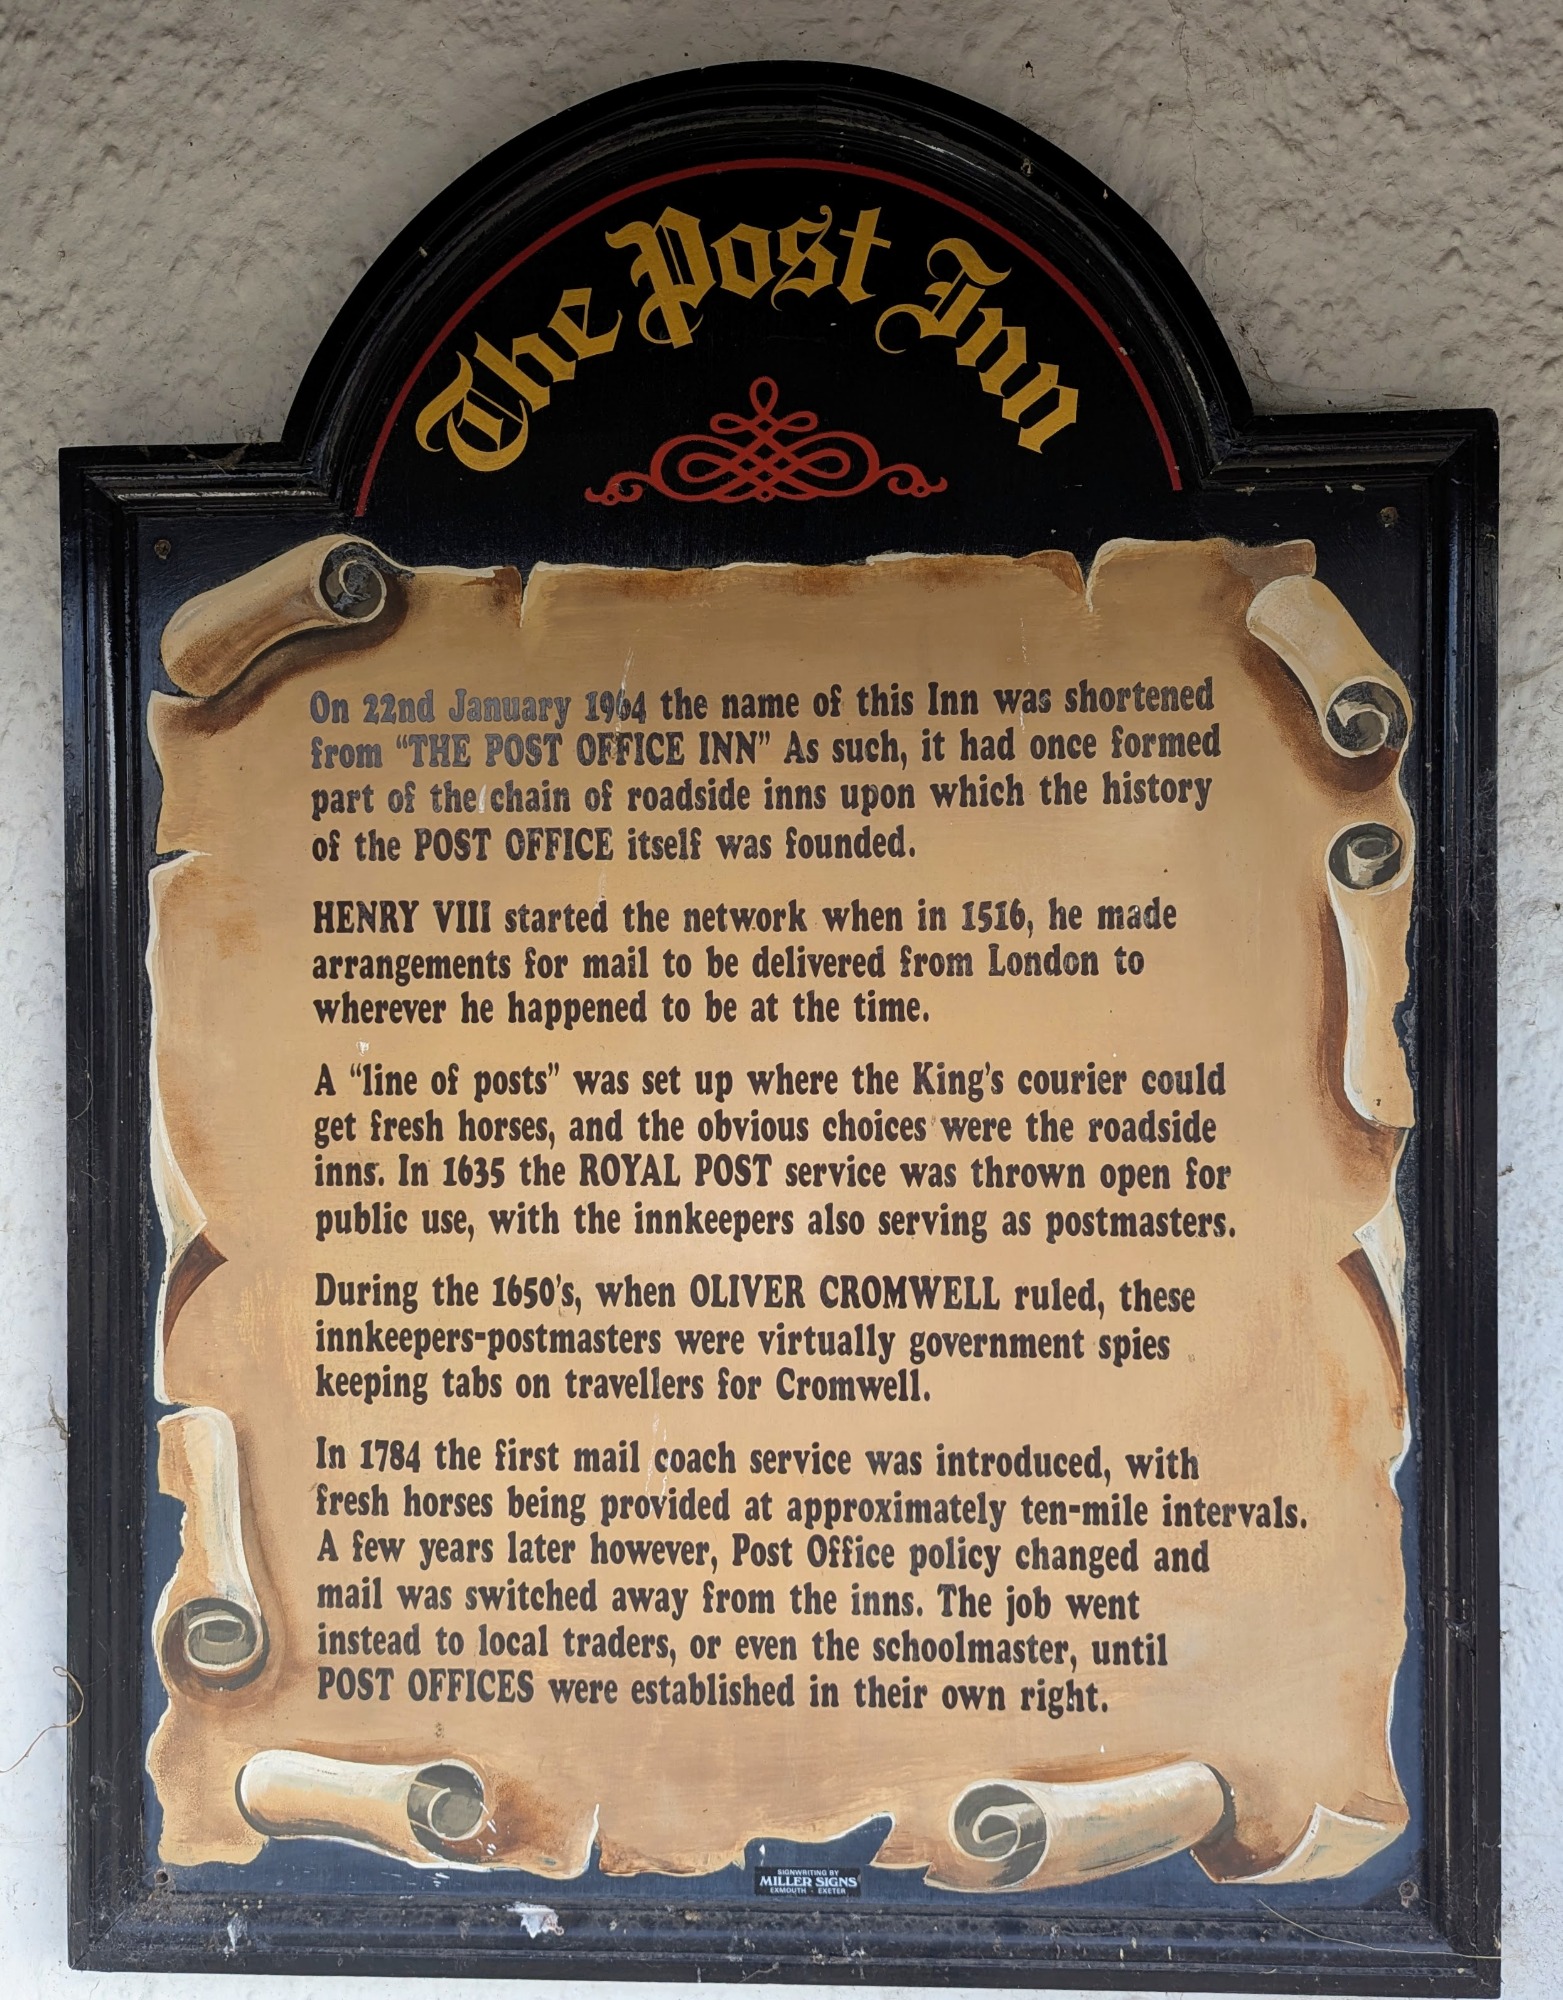 The Post Inn
On 22nd January 1964 the name of this Inn was shortened
from “THE POST OFFICE INN” As such, it had once formed
part of the chain of roadside inns upon which the history
of the POST OFFICE itself was founded.
HENRY VIII started the network when in 1516, he made
arrangements for mail to be delivered from London to
wherever he happened to be at the time.
A “line of posts” was set up where the King's courier could
get fresh horses, and the obvious choices were the roadside
inns. In 1635 the ROYAL POST service was thrown open for
public use, with the innkeepers also serving as postmasters.
During the 1650's, when OLIVER CROMWELL ruled, these
innkeepers-postmasters were virtually government spies
keeping tabs on travellers for Cromwell.
In 1784 the first mail coach service was introduced, with
fresh horses being provided at approximately ten-mile intervals.
A few years later however, Post Office policy changed and
mail was switched away from the inns. The job went
instead to local traders, or even the schoolmaster, until
POST OFFICES were established in their own right.
SIGNWRITING BY
MILLER SIGNS
EXMOUTH - EXETER